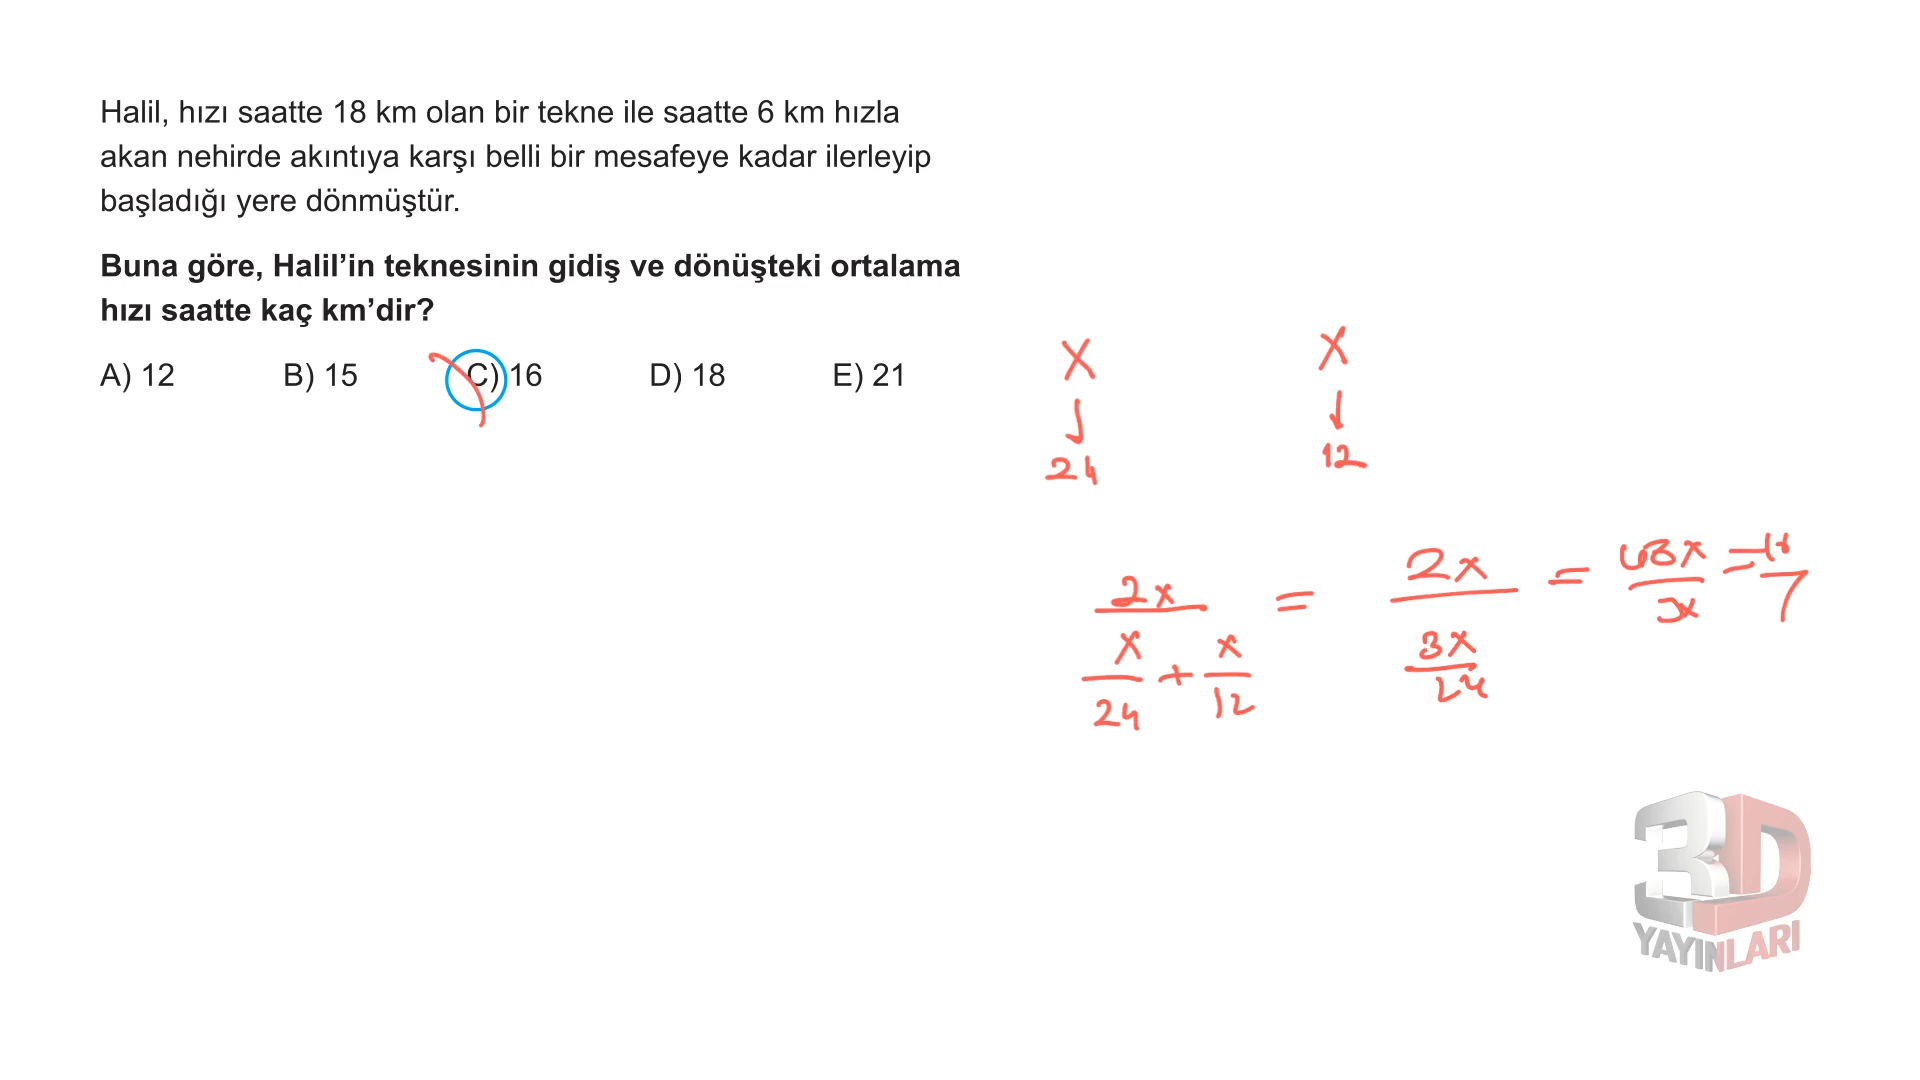 Halil, hızı saatte 18 km olan bir tekne ile saatte 6 km hızla
akan nehirde akıntıya karşı belli bir mesafeye kadar ilerleyip
başladığı yere dönmüştür.
Buna göre, Halil’in teknesinin gidiş ve dönüşteki ortalama
hızı saatte kaç km’dir?
A) 12 B) 15 C) 16 D) 18 E) 21
x x
↓ ↓
24 12
2x = 2x = 48x = 16
x + x 3x 3x
24 12 24
3D
YAYINLARI